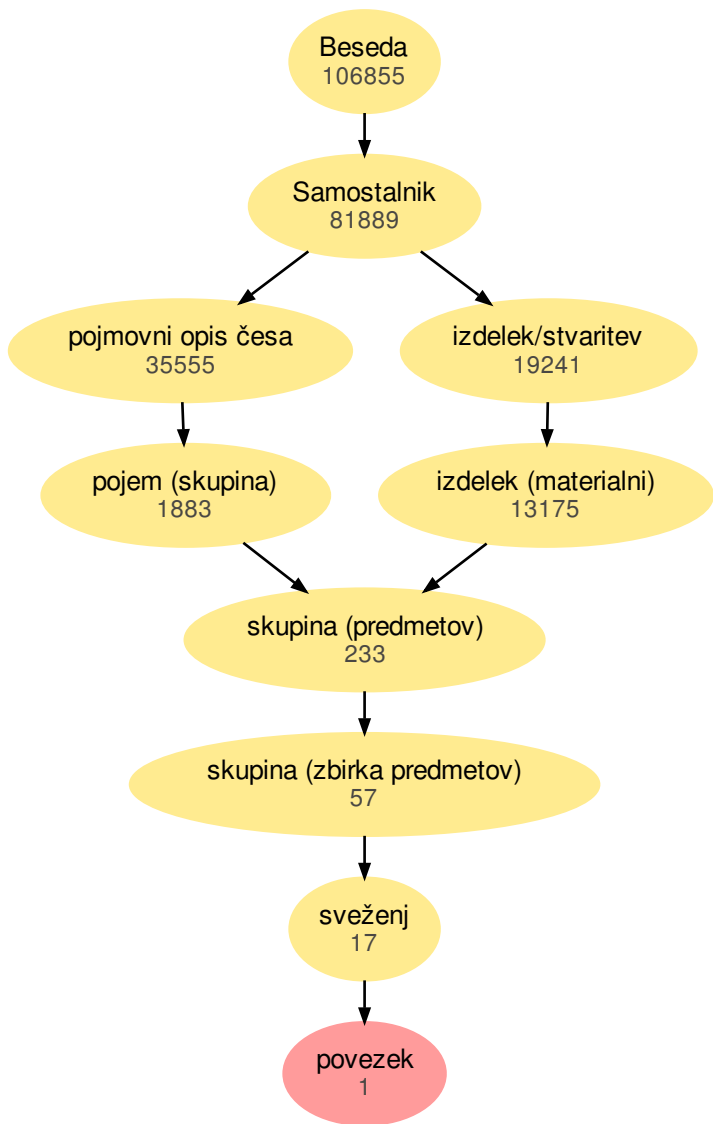 Beseda
106855
Samostalnik
81889
pojmovni opis česa
35555
izdelek/stvaritev
19241
pojem (skupina)
1883
izdelek (materialni)
13175
skupina (predmetov)
233
skupina (zbirka predmetov)
57
sveženj
17
povezek
1